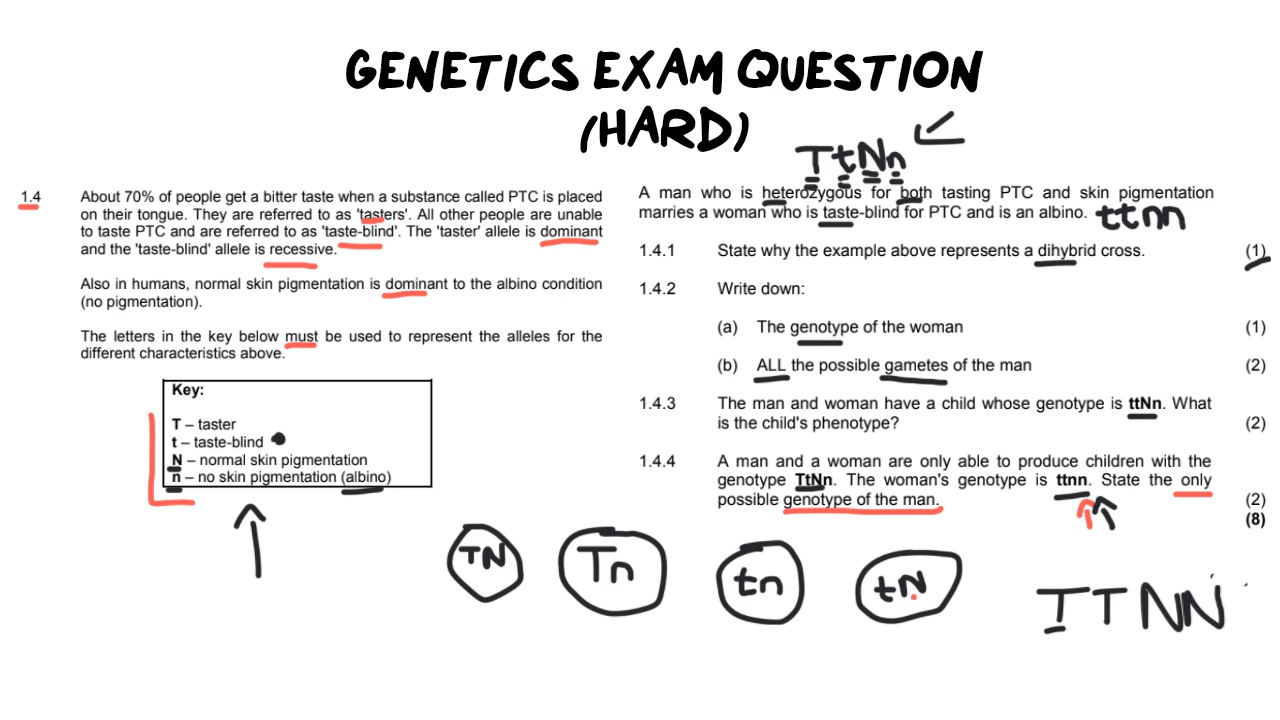 GENETICS EXAM QUESTION
(HARD)
1.4 About 70% of people get a bitter taste when a substance called PTC is placed
on their tongue. They are referred to as 'tasters'. All other people are unable
to taste PTC and are referred to as 'taste-blind'. The 'taster' allele is dominant
and the 'taste-blind' allele is recessive.
Also in humans, normal skin pigmentation is dominant to the albino condition
(no pigmentation).
The letters in the key below must be used to represent the alleles for the
different characteristics above.
Key:
T – taster
t – taste-blind
N – normal skin pigmentation
n – no skin pigmentation (albino)
TtNn
A man who is heterozygous for both tasting PTC and skin pigmentation
marries a woman who is taste-blind for PTC and is an albino. ttnn
1.4.1 State why the example above represents a dihybrid cross. (1)
1.4.2 Write down:
(a) The genotype of the woman (1)
(b) ALL the possible gametes of the man (2)
1.4.3 The man and woman have a child whose genotype is ttNn. What
is the child's phenotype? (2)
1.4.4 A man and a woman are only able to produce children with the
genotype TtNn. The woman's genotype is ttnn. State the only
possible genotype of the man. (2)
(8)
TN Tn tn tN
TTNN